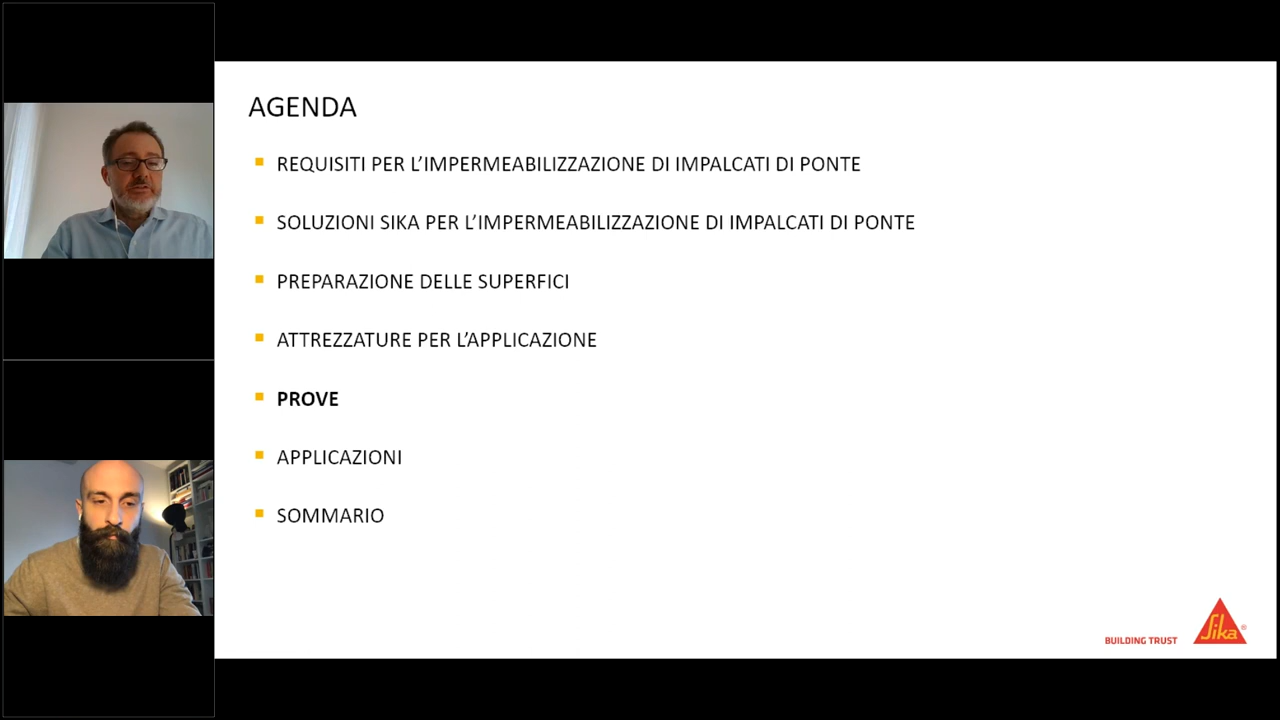 AGENDA
REQUISITI PER L’IMPERMEABILIZZAZIONE DI IMPALCATI DI PONTE
SOLUZIONI SIKA PER L’IMPERMEABILIZZAZIONE DI IMPALCATI DI PONTE
PREPARAZIONE DELLE SUPERFICI
ATTREZZATURE PER L’APPLICAZIONE
PROVE
APPLICAZIONI
SOMMARIO
BUILDING TRUST
Sika®